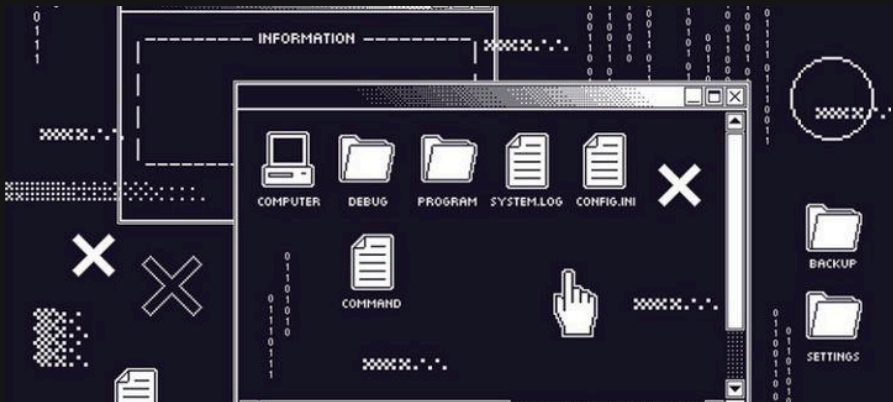 INFORMATION
COMPUTER
DEBUG
PROGRAM
SYSTEM.LOG
CONFIG.INI
COMMAND
BACKUP
SETTINGS